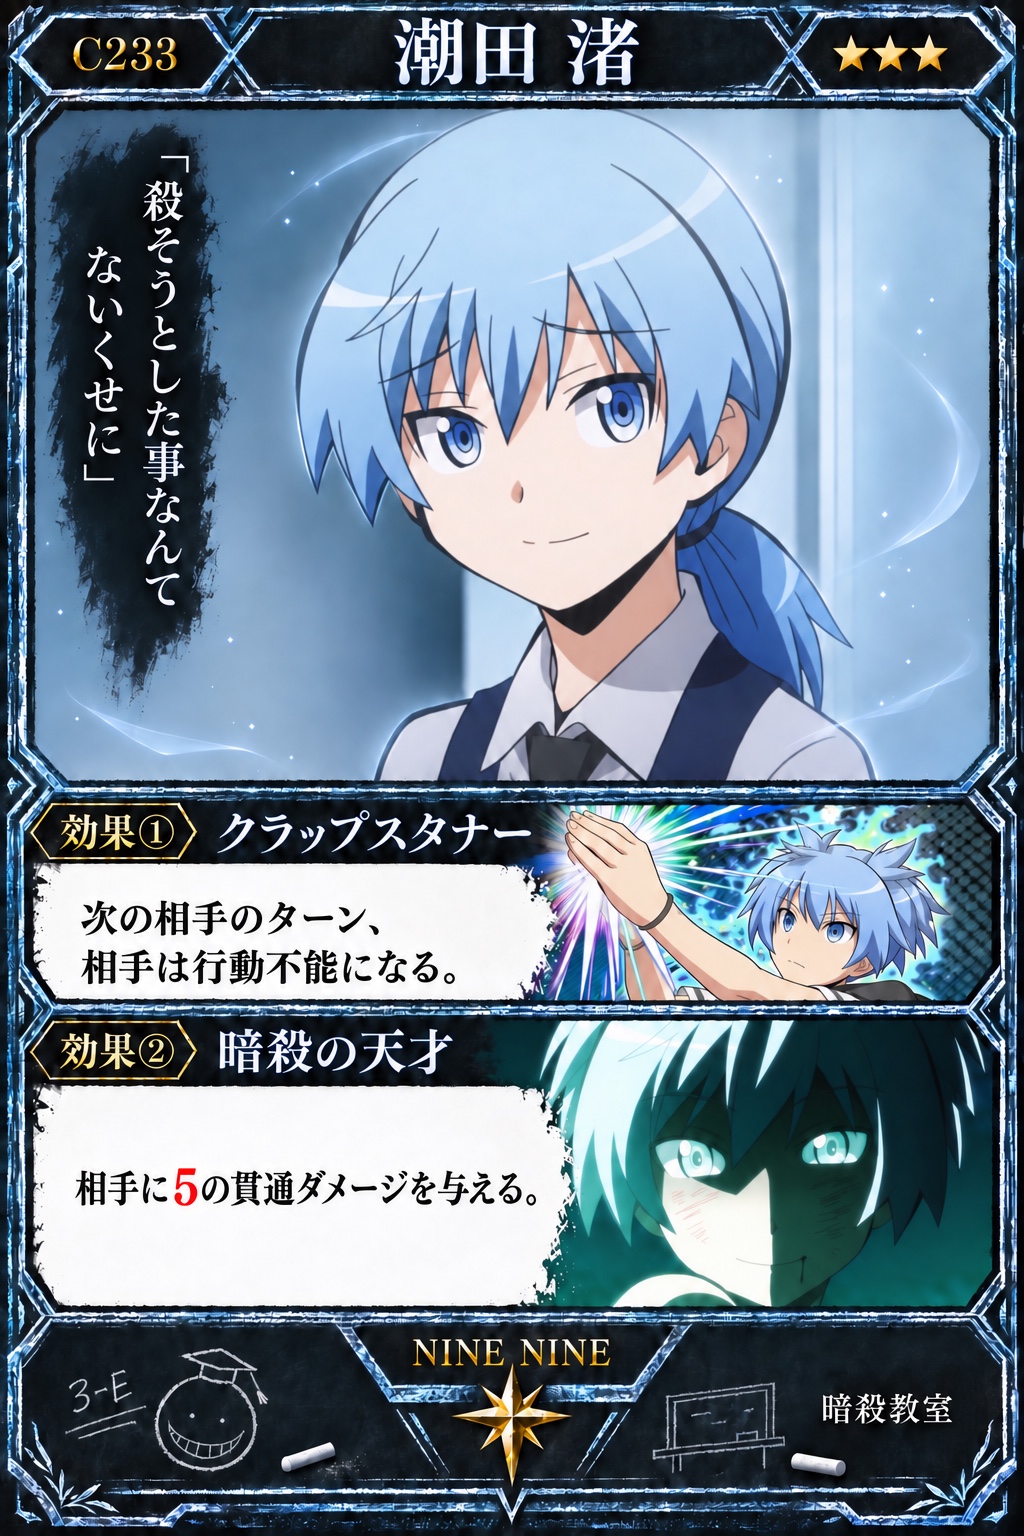 C233
潮田 渚
★★★
「殺そうとした事なんて
ないくせに」
効果①
クラップスタナー
次の相手のターン、
相手は行動不能になる。
効果②
暗殺の天才
相手に5の貫通ダメージを与える。
NINE NINE
3-E
暗殺教室